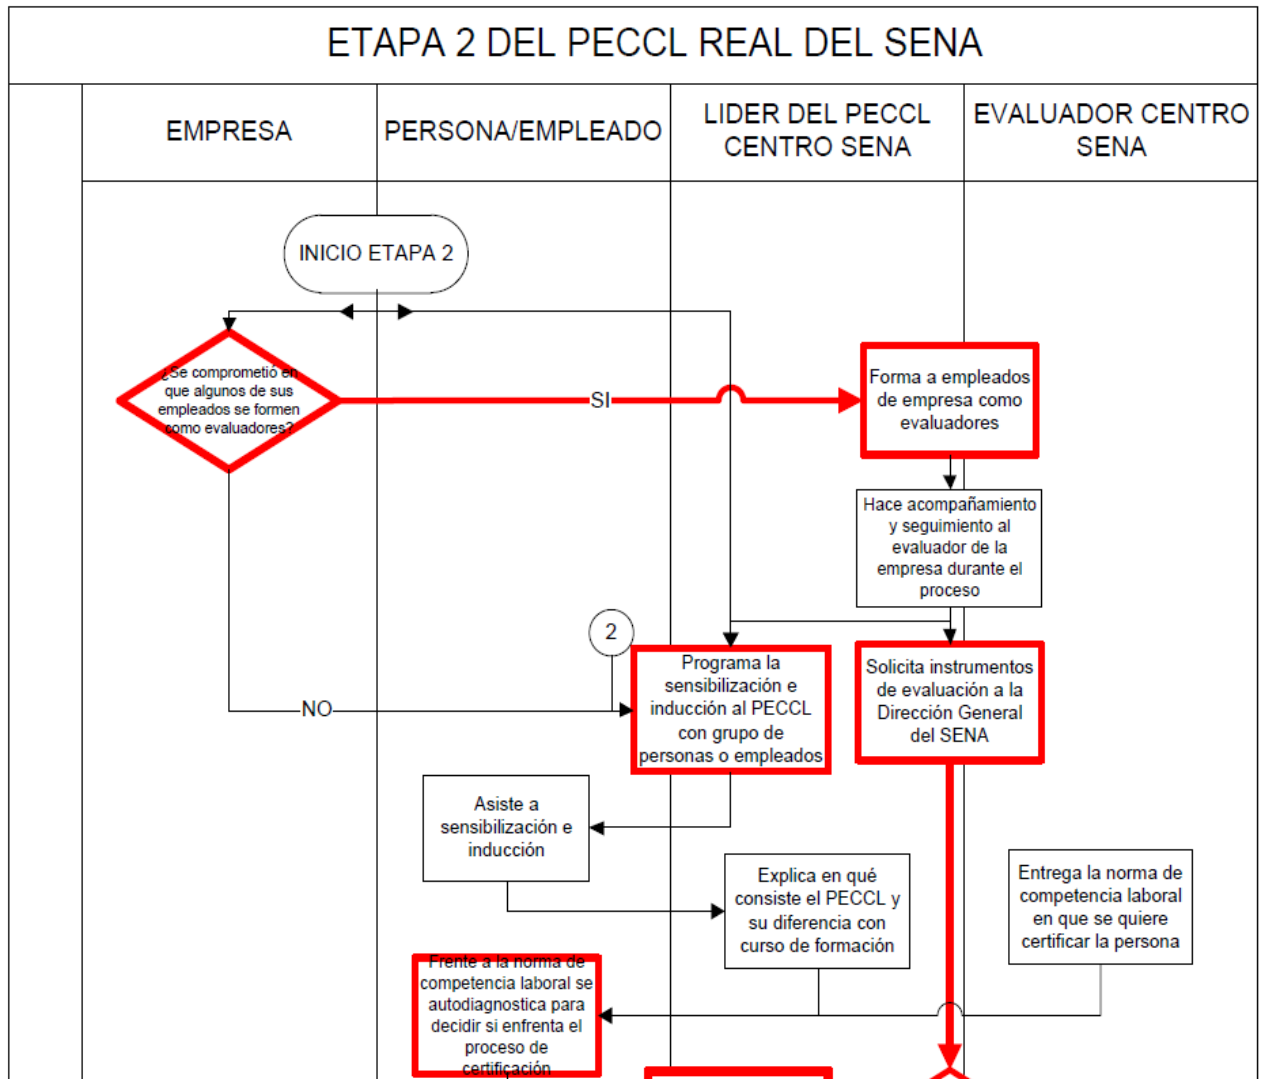 ETAPA 2 DEL PECCL REAL DEL SENA
EMPRESA
PERSONA/EMPLEADO
LIDER DEL PECCL
CENTRO SENA
EVALUADOR CENTRO
SENA
INICIO ETAPA 2
¿Se comprometió en
que algunos de sus
empleados se formen
como evaluadores?
SI
Forma a empleados
de empresa como
evaluadores
Hace acompañamiento
y seguimiento al
evaluador de la
empresa durante el
proceso
2
NO
Programa la
sensibilización e
inducción al PECCL
con grupo de
personas o empleados
Solicita instrumentos
de evaluación a la
Dirección General
del SENA
Asiste a
sensibilización e
inducción
Explica en qué
consiste el PECCL y
su diferencia con
curso de formación
Entrega la norma de
competencia laboral
en que se quiere
certificar la persona
Frente a la norma de
competencia laboral se
autodiagnostica para
decidir si enfrenta el
proceso de
certificación